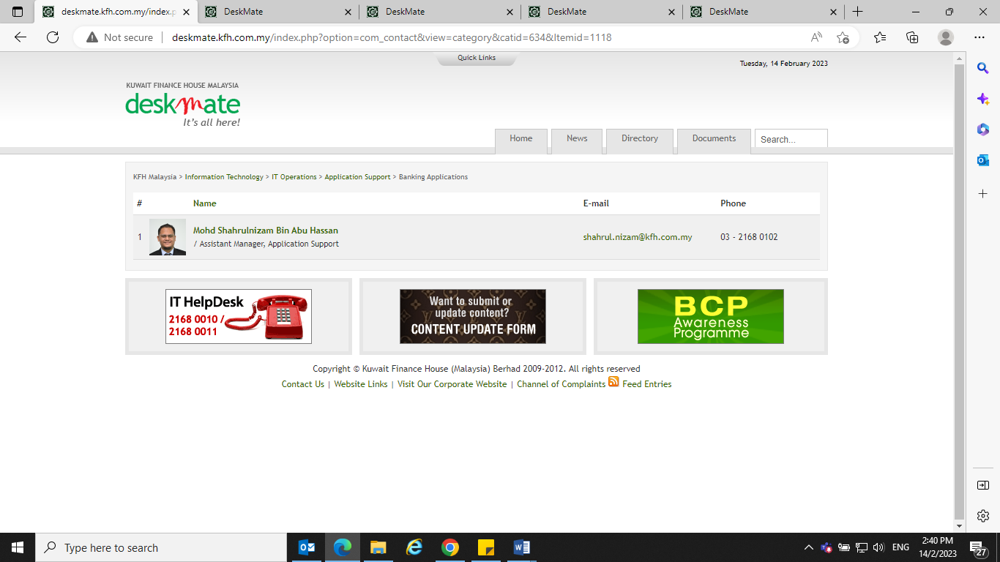 deskmate.kfh.com.my/index.p
DeskMate
DeskMate
DeskMate
DeskMate
Not secure
deskmate.kfh.com.my/index.php?option=com_contact&view=category&catid=634&Itemid=1118
Quick Links
Tuesday, 14 February 2023
KUWAIT FINANCE HOUSE MALAYSIA
deskmate
It's all here!
Home
News
Directory
Documents
Search...
KFH Malaysia > Information Technology > IT Operations > Application Support > Banking Applications
# Name E-mail Phone
1 Mohd Shahrulnizam Bin Abu Hassan
/ Assistant Manager, Application Support
shahrul.nizam@kfh.com.my
03 - 2168 0102
IT HelpDesk
2168 0010 /
2168 0011
Want to submit or
update content?
CONTENT UPDATE FORM
BCP
Awareness
Programme
Copyright © Kuwait Finance House (Malaysia) Berhad 2009-2012. All rights reserved
Contact Us | Website Links | Visit Our Corporate Website | Channel of Complaints Feed Entries
Type here to search
ENG
2:40 PM
14/2/2023
27